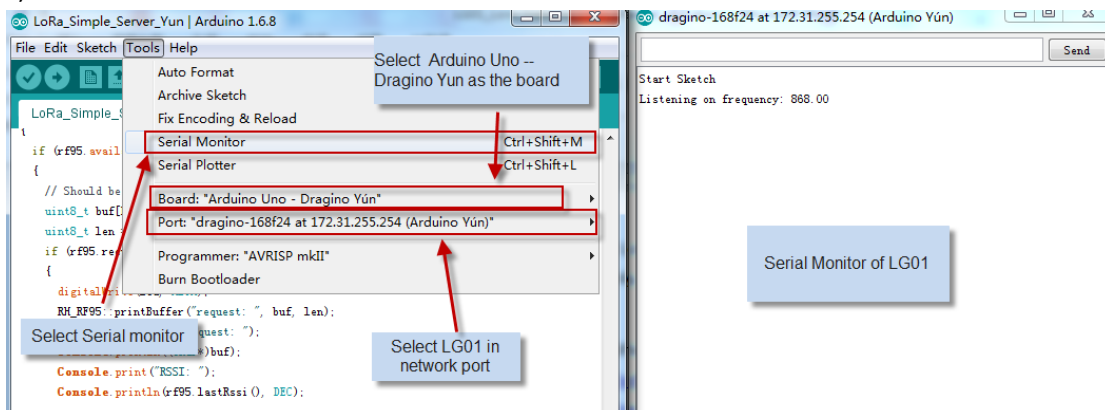 LoRa_Simple_Server_Yun | Arduino 1.6.8
File Edit Sketch Tools Help
LoRa_Simple_S
Auto Format
Archive Sketch
Fix Encoding & Reload
Serial Monitor Ctrl+Shift+M
Serial Plotter Ctrl+Shift+L
Board: "Arduino Uno - Dragino Yún"
Port: "dragino-168f24 at 172.31.255.254 (Arduino Yún)"
Programmer: "AVRISP mkII"
Burn Bootloader
{
if (rf95.avail
{
// Should be
uint8_t buf[
uint8_t len
if (rf95.rec
{
RH_RF95::printBuffer("request: ", buf, len);
quest: ");
*)buf);
Console.print("RSSI: ");
Console.println(rf95.lastRssi(), DEC);
Select Arduino Uno --
Dragino Yun as the board
Select Serial monitor
Select LG01 in
network port
dragino-168f24 at 172.31.255.254 (Arduino Yún)
Send
Start Sketch
Listening on frequency: 868.00
Serial Monitor of LG01